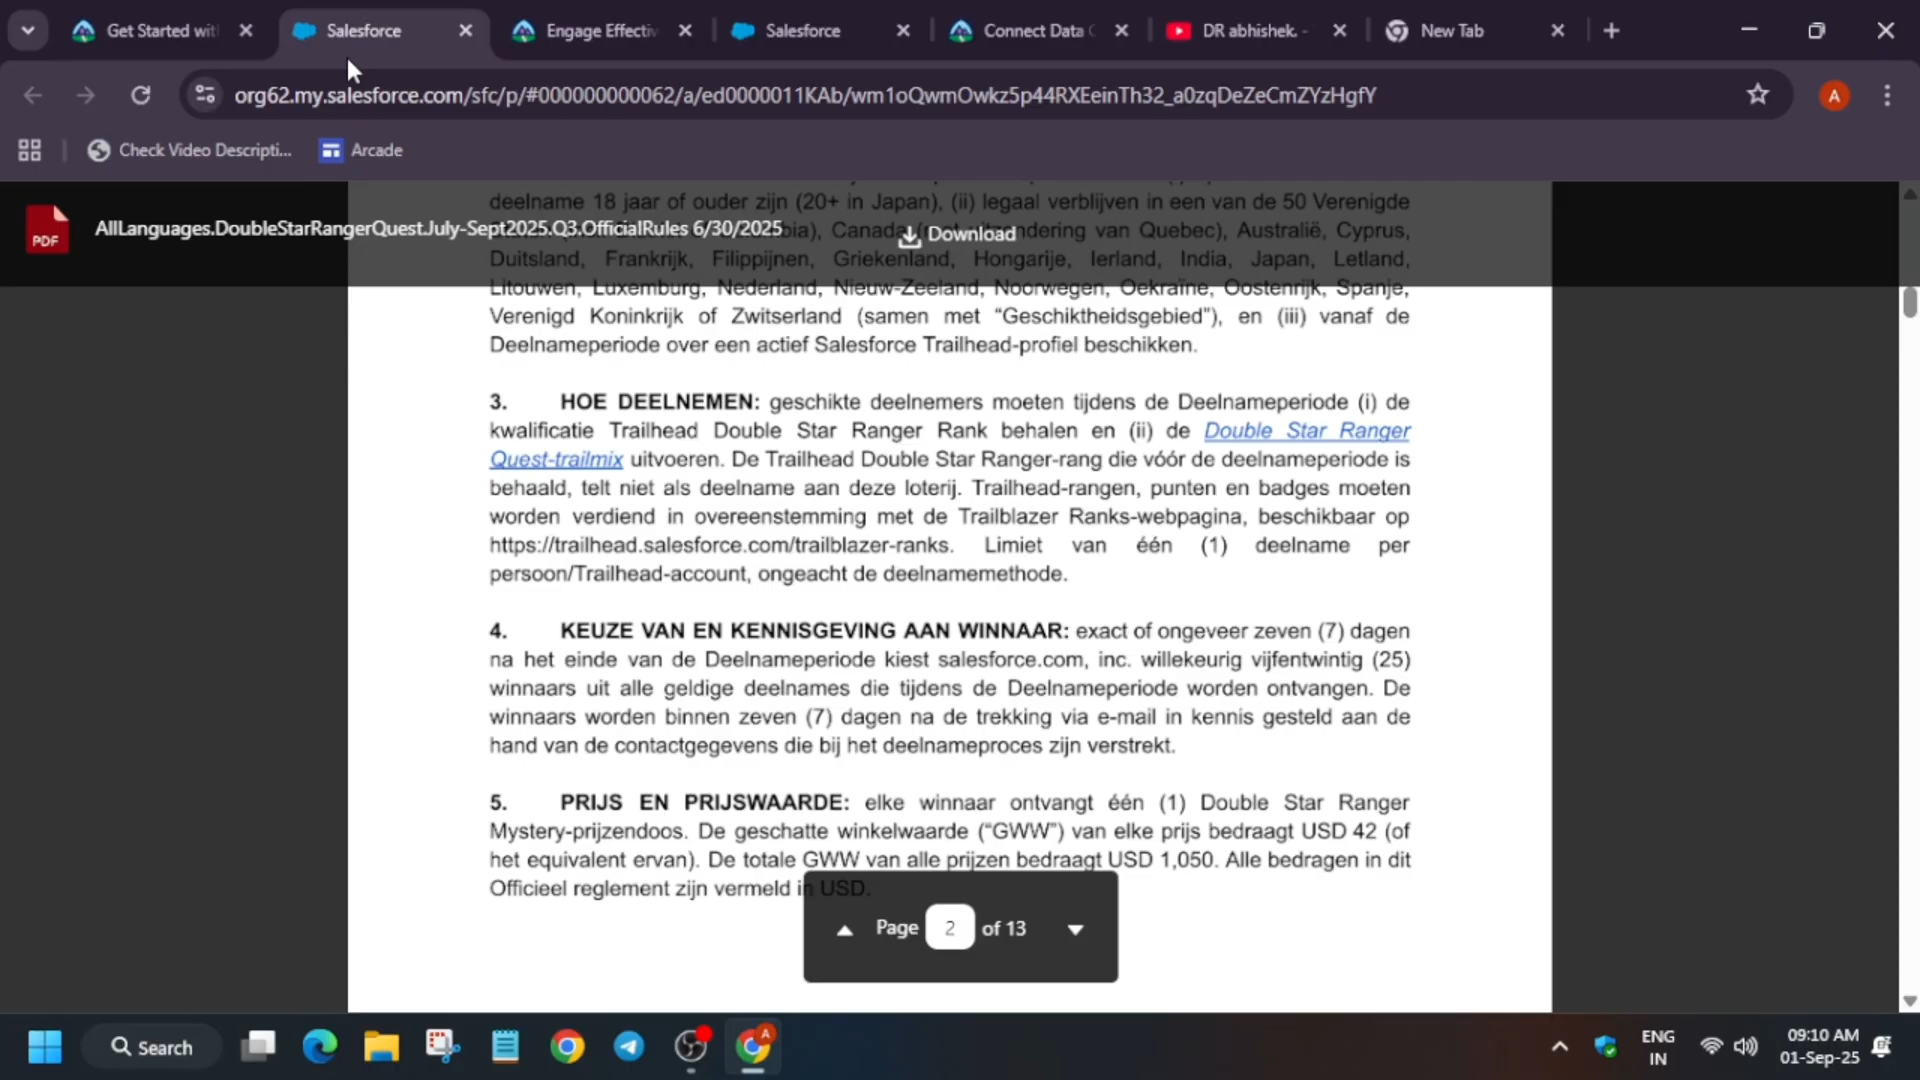 Get Started wit
Salesforce
Engage Effectiv
Salesforce
Connect Data C
DR abhishek. -
New Tab
org62.my.salesforce.com/sfc/p/#000000000062/a/ed0000011KAb/wm1oQwmOwkz5p44RXEeinTh32_a0zqDeZeCmZYzHgfY
A
Check Video Descripti...
Arcade
PDF
AllLanguages.DoubleStarRangerQuest.July-Sept2025.Q3.OfficialRules 6/30/2025
Download
deelname 18 jaar of ouder zijn (20+ in Japan), (ii) legaal verblijven in een van de 50 Verenigde
bia), Canada ( zondering van Quebec), Australië, Cyprus,
Duitsland, Frankrijk, Filippijnen, Griekenland, Hongarije, Ierland, India, Japan, Letland,
Litouwen, Luxemburg, Nederland, Nieuw-Zeeland, Noorwegen, Oekraïne, Oostenrijk, Spanje,
Verenigd Koninkrijk of Zwitserland (samen met “Geschiktheidsgebied”), en (iii) vanaf de
Deelnameperiode over een actief Salesforce Trailhead-profiel beschikken.
3. HOE DEELNEMEN: geschikte deelnemers moeten tijdens de Deelnameperiode (i) de
kwalificatie Trailhead Double Star Ranger Rank behalen en (ii) de Double Star Ranger
Quest-trailmix uitvoeren. De Trailhead Double Star Ranger-rang die vóór de deelnameperiode is
behaald, telt niet als deelname aan deze loterij. Trailhead-rangen, punten en badges moeten
worden verdiend in overeenstemming met de Trailblazer Ranks-webpagina, beschikbaar op
https://trailhead.salesforce.com/trailblazer-ranks. Limiet van één (1) deelname per
persoon/Trailhead-account, ongeacht de deelnamemethode.
4. KEUZE VAN EN KENNISGEVING AAN WINNAAR: exact of ongeveer zeven (7) dagen
na het einde van de Deelnameperiode kiest salesforce.com, inc. willekeurig vijfentwintig (25)
winnaars uit alle geldige deelnames die tijdens de Deelnameperiode worden ontvangen. De
winnaars worden binnen zeven (7) dagen na de trekking via e-mail in kennis gesteld aan de
hand van de contactgegevens die bij het deelnameproces zijn verstrekt.
5. PRIJS EN PRIJSWAARDE: elke winnaar ontvangt één (1) Double Star Ranger
Mystery-prijzendoos. De geschatte winkelwaarde (“GWW”) van elke prijs bedraagt USD 42 (of
het equivalent ervan). De totale GWW van alle prijzen bedraagt USD 1,050. Alle bedragen in dit
Officieel reglement zijn vermeld in USD.
Page 2 of 13
Search
A
ENG
IN
09:10 AM
01-Sep-25